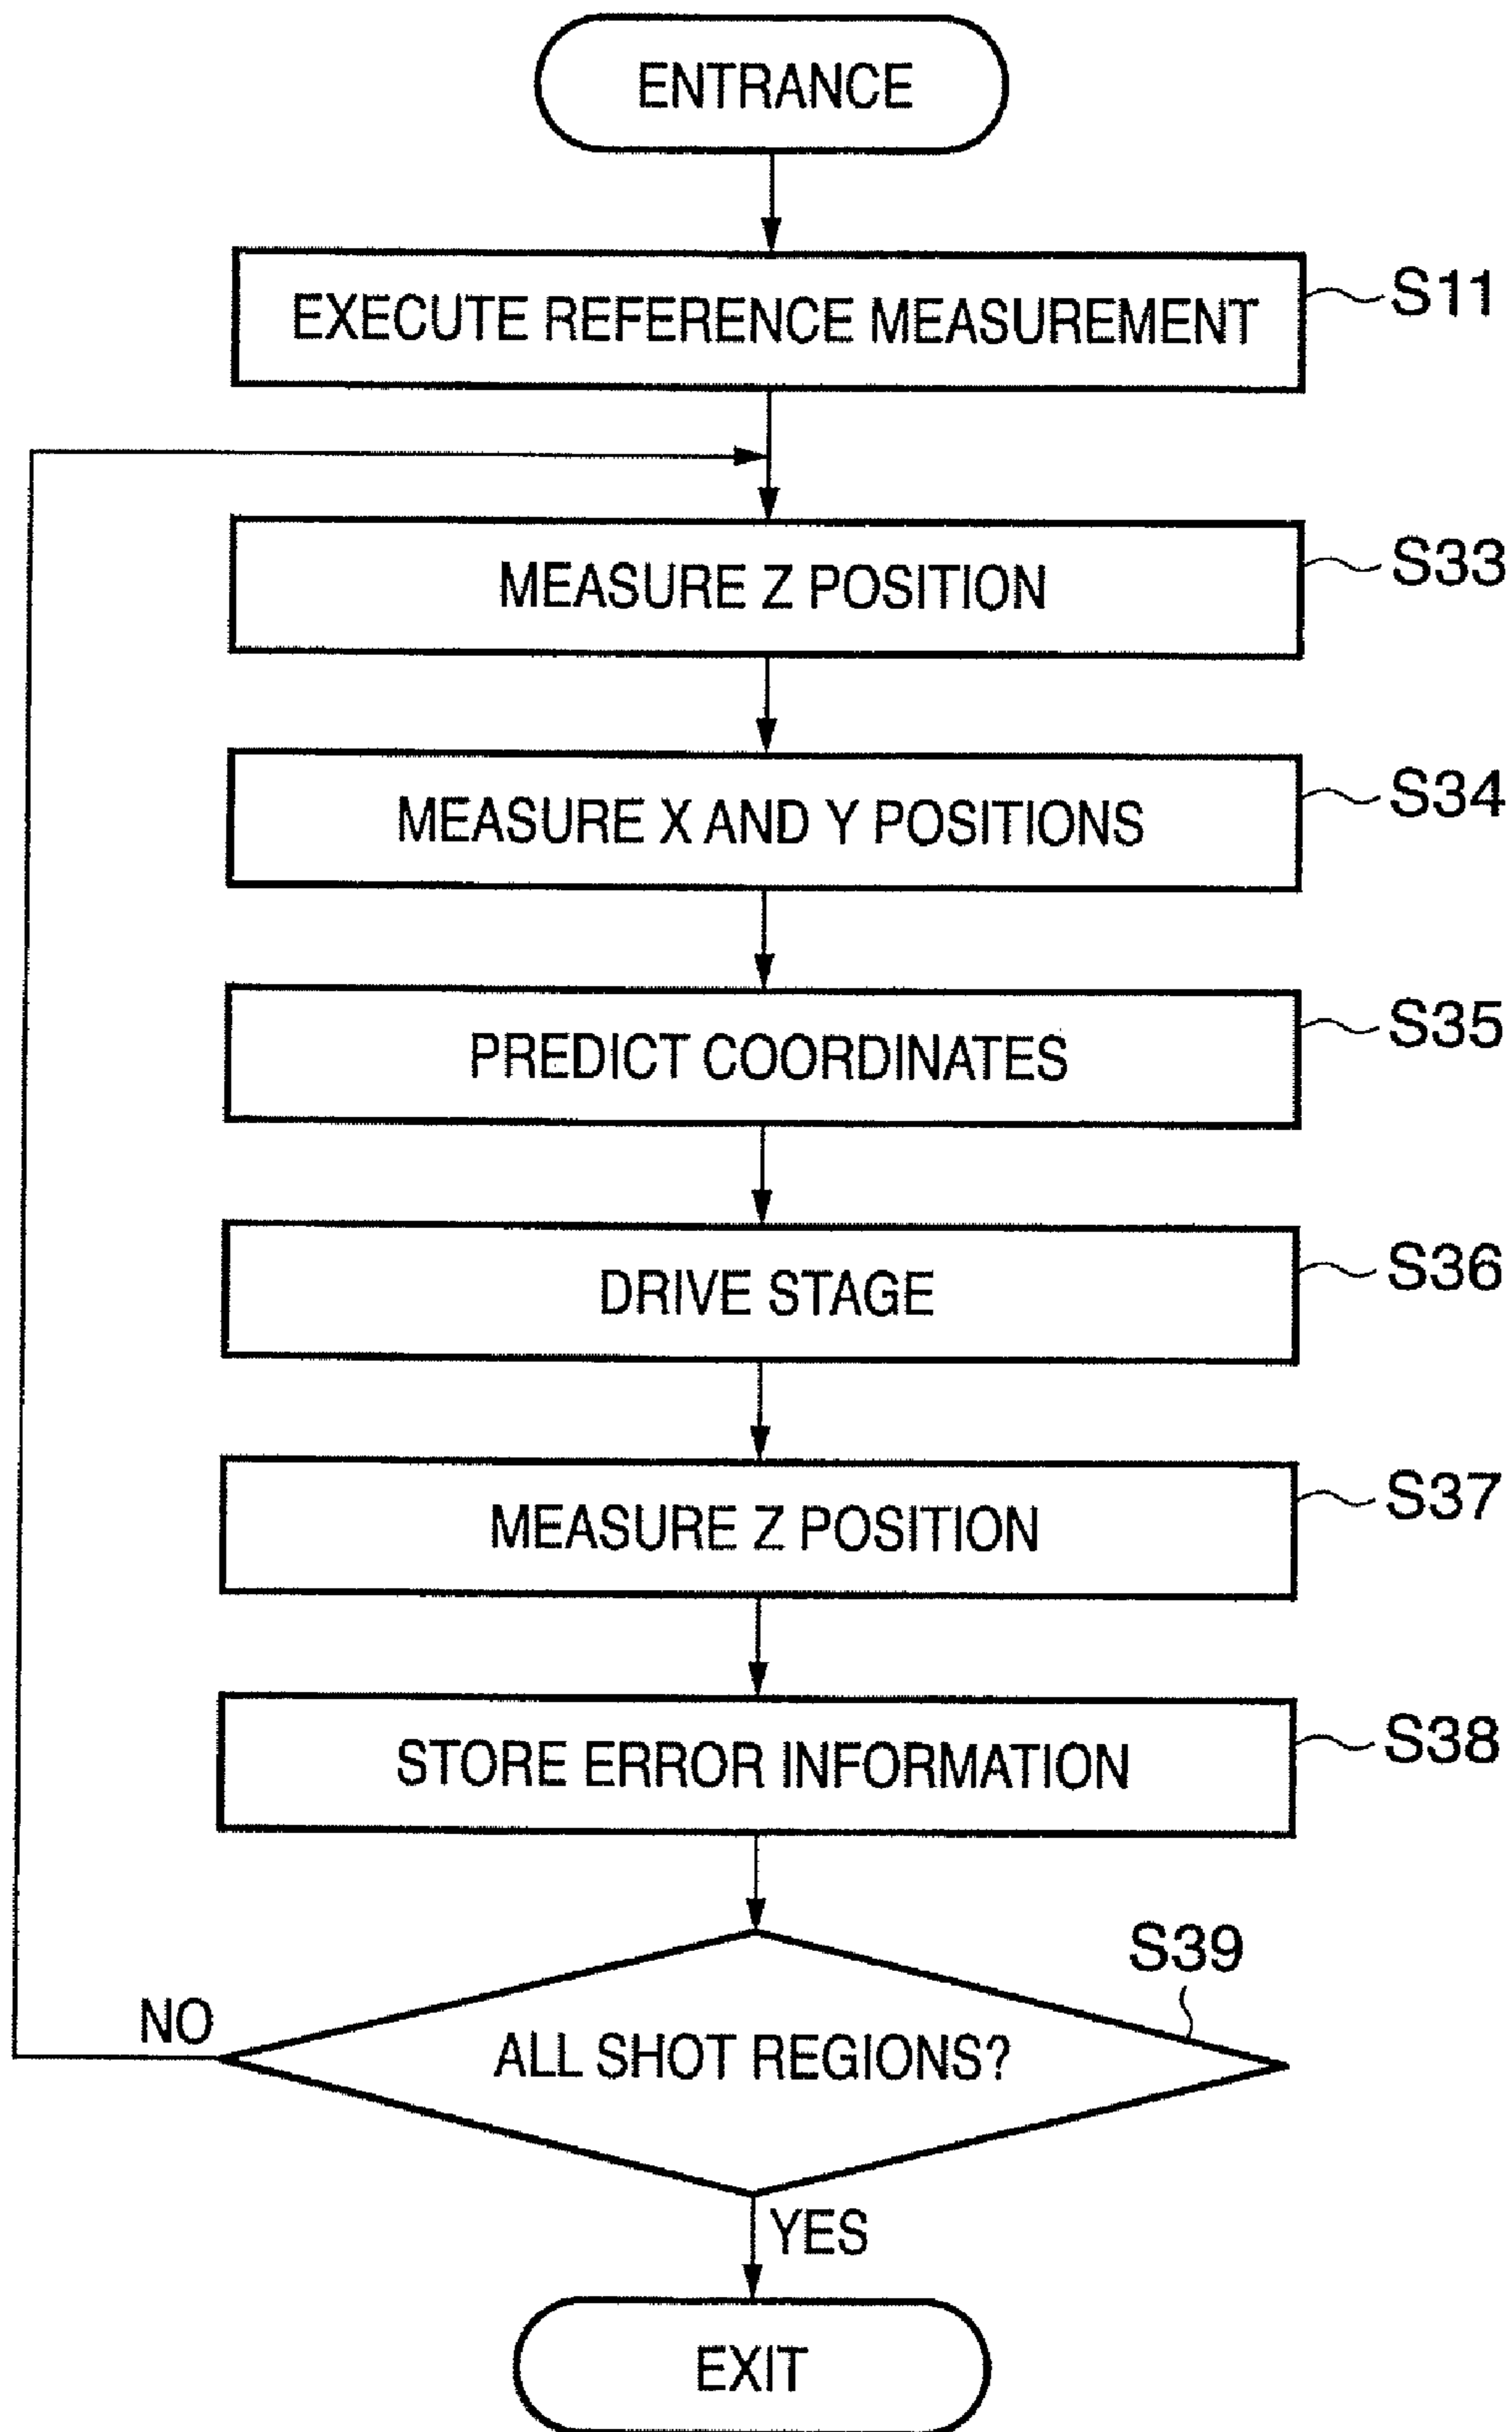 ENTRANCE
EXECUTE REFERENCE MEASUREMENT
S11
MEASURE Z POSITION
S33
MEASURE X AND Y POSITIONS
S34
PREDICT COORDINATES
S35
DRIVE STAGE
S36
MEASURE Z POSITION
S37
STORE ERROR INFORMATION
S38
S39
NO
ALL SHOT REGIONS?
YES
EXIT